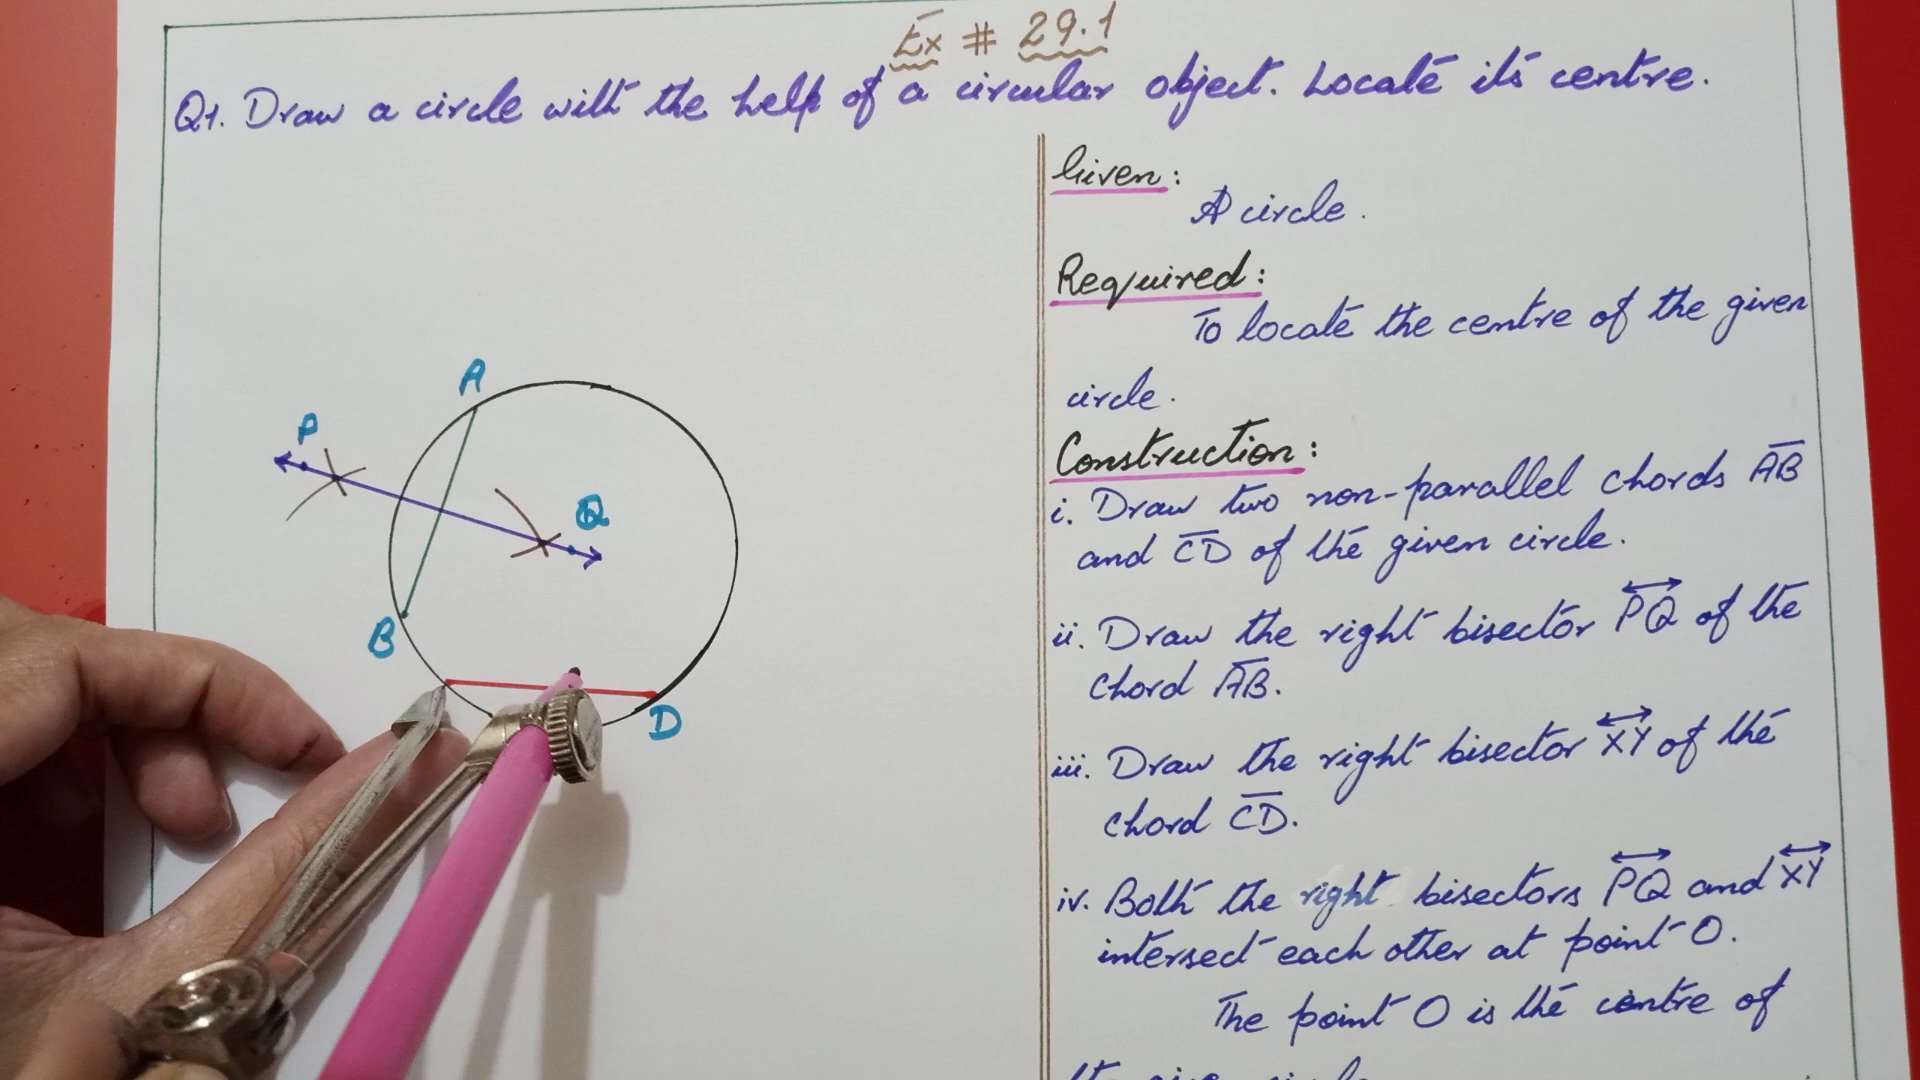 Ex # 29.1
Q1. Draw a circle with the help of a circular object. Locate its centre.
Given:
A circle.
Required:
To locate the centre of the given
circle.
Construction:
i. Draw two non-parallel chords AB
and CD of the given circle.
ii. Draw the right bisector PQ of the
chord AB.
iii. Draw the right bisector XY of the
chord CD.
iv. Both the right bisectors PQ and XY
intersect each other at point O.
The point O is the centre of
A
P
Q
B
D